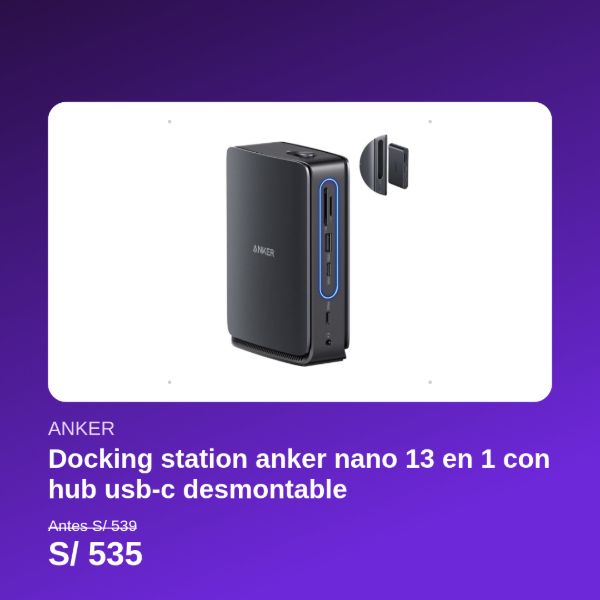 ANKER
ANKER
Docking station anker nano 13 en 1 con
hub usb-c desmontable
Antes S/ 539
S/ 535